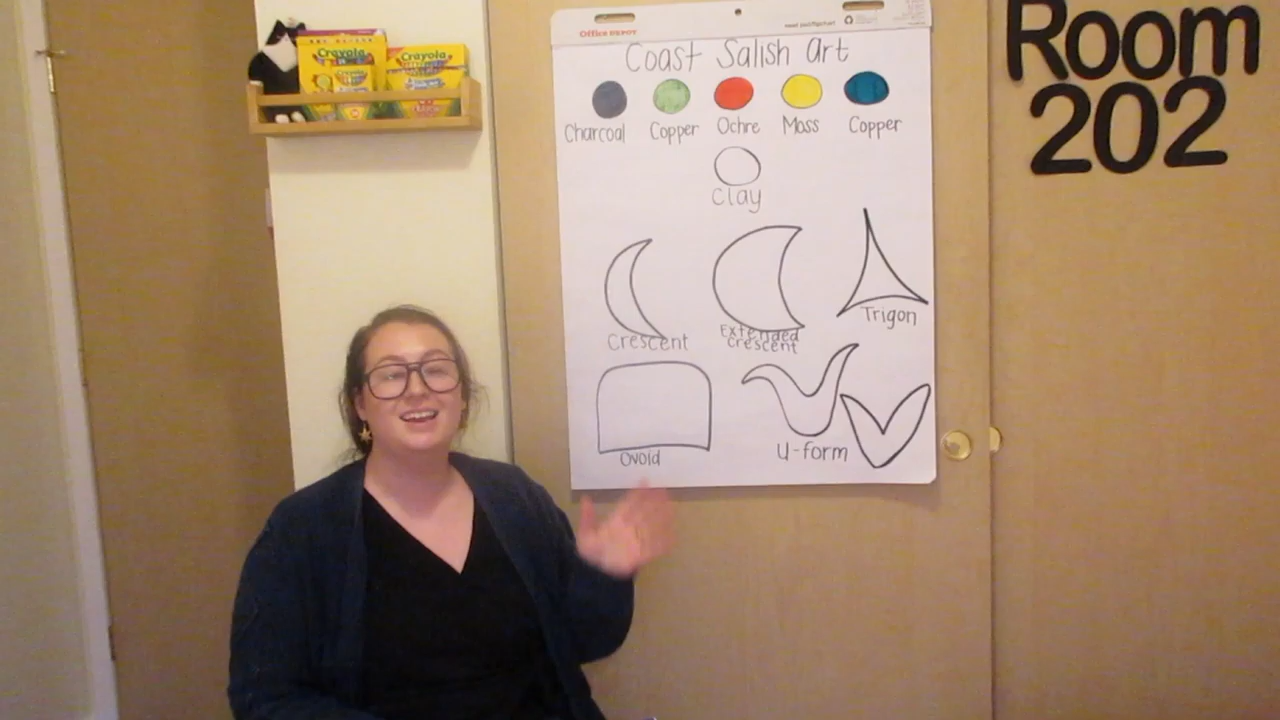 Office DEPOT
Coast Salish Art
Charcoal Copper Ochre Moss Copper
Clay
Crescent Extended Crescent Trigon
Ovoid U-form
Room
202
Crayola
Crayola